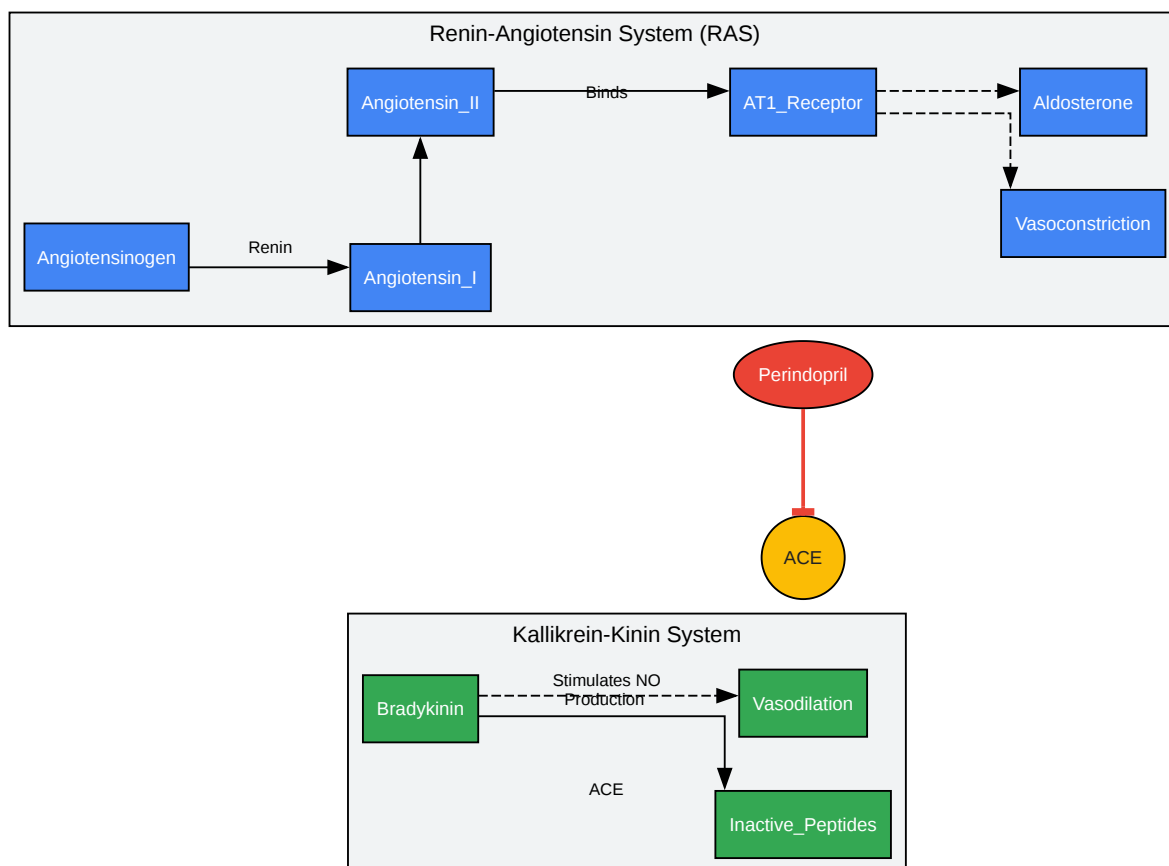 Renin-Angiotensin System (RAS)
Angiotensin_II
Binds
AT1_Receptor
Aldosterone
Vasoconstriction
Angiotensinogen
Renin
Angiotensin_I
Perindopril
ACE
Kallikrein-Kinin System
Bradykinin
Stimulates NO
Production
Vasodilation
ACE
Inactive_Peptides